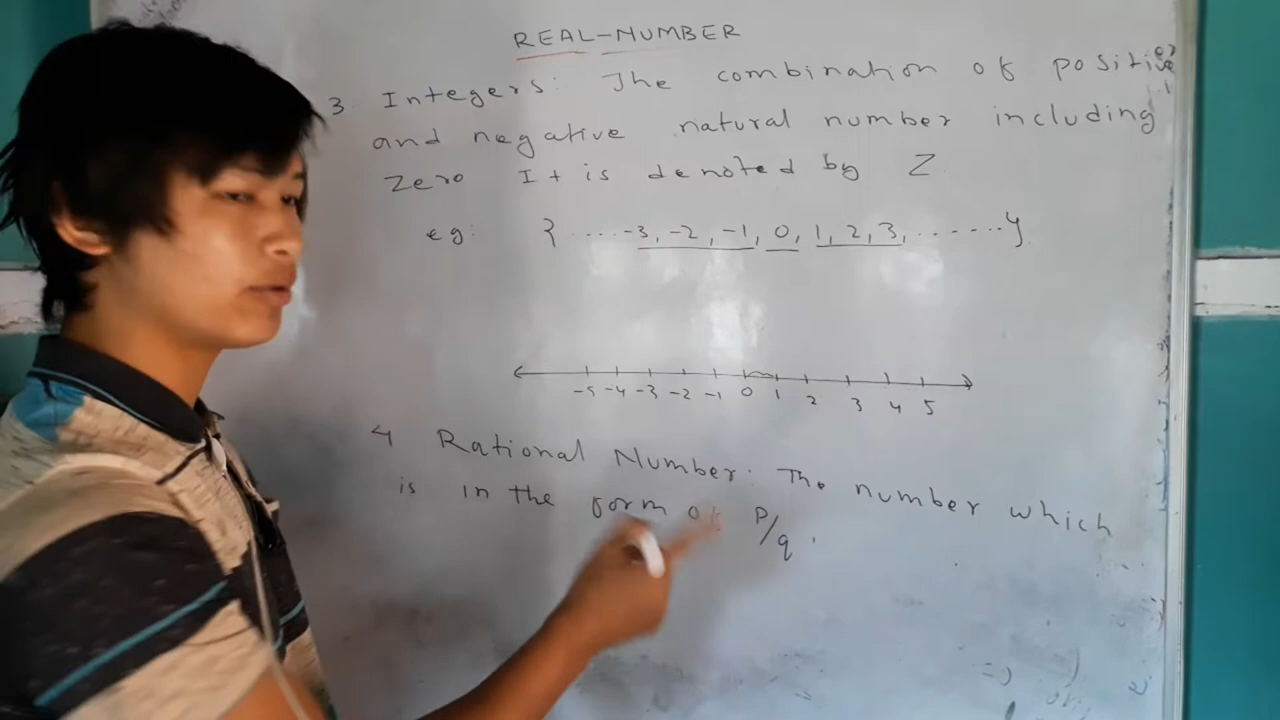 REAL-NUMBER
3. Integers: The combination of positive
and negative natural number including
Zero It is denoted by Z
eg: { .....-3, -2, -1, 0, 1, 2, 3, .......}
-5 -4 -3 -2 -1 0 1 2 3 4 5
4 Rational Number: The number which
is in the form of P/q.